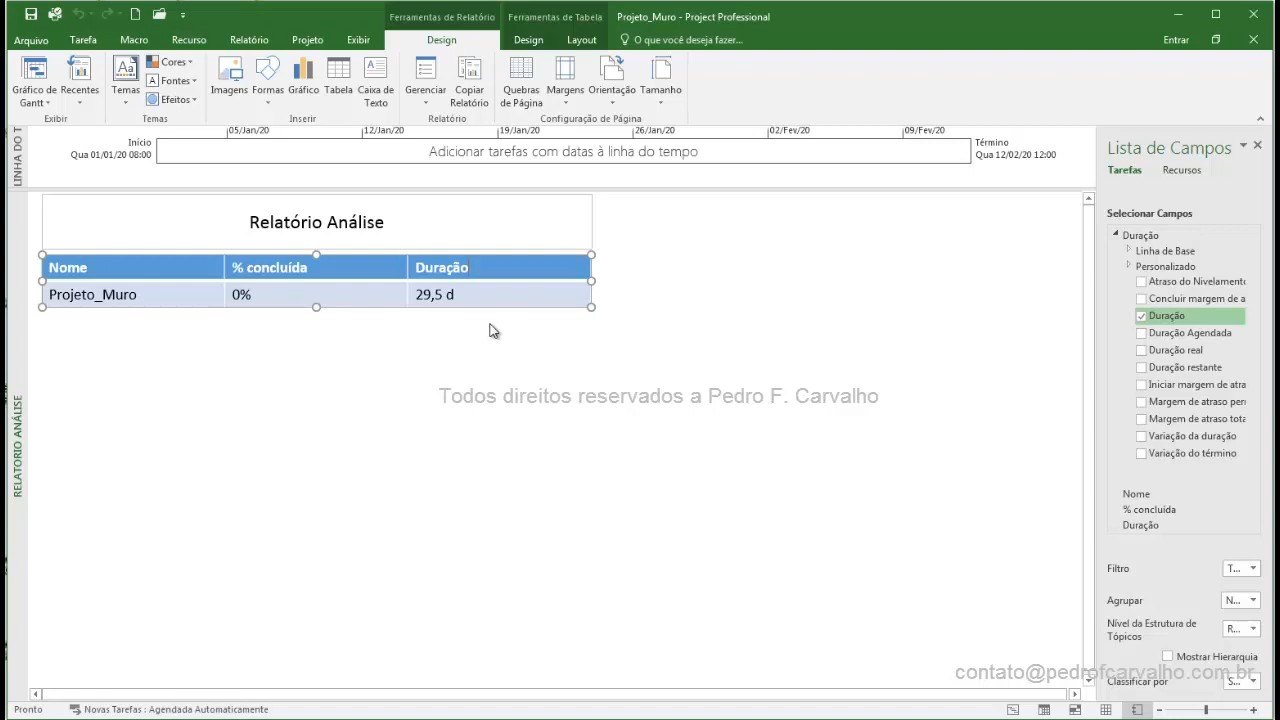 Ferramentas de Relatório
Ferramentas de Tabela
Projeto_Muro - Project Professional
Arquivo
Tarefa
Macro
Recurso
Relatório
Projeto
Exibir
Design
Design
Layout
O que você deseja fazer...
Entrar
Gráfico de Gantt
Recentes
Temas
Cores
Fontes
Efeitos
Imagens
Formas
Gráfico
Tabela
Caixa de Texto
Gerenciar
Copiar Relatório
Quebras de Página
Margens
Orientação
Tamanho
Exibir
Temas
Inserir
Relatório
Configuração de Página
LINHA DO T
05/Jan/20
12/Jan/20
19/Jan/20
26/Jan/20
02/Fev/20
09/Fev/20
Início
Qua 01/01/20 08:00
Adicionar tarefas com datas à linha do tempo
Término
Qua 12/02/20 12:00
RELATORIO ANÁLISE
Relatório Análise
Nome % concluída Duração
Projeto_Muro 0% 29,5 d
Todos direitos reservados a Pedro F. Carvalho
Lista de Campos
Tarefas Recursos
Selecionar Campos
Duração
Linha de Base
Personalizado
Atraso do Nivelamento
Concluir margem de a
Duração
Duração Agendada
Duração real
Duração restante
Iniciar margem de atra
Margem de atraso per
Margem de atraso tota
Variação da duração
Variação do término
Nome
% concluída
Duração
Filtro T...
Agrupar N...
Nível da Estrutura de
Tópicos R...
Mostrar Hierarquia
contato@pedrofcarvalho.com.br
Classificar por S...
Pronto
Novas Tarefas : Agendada Automaticamente